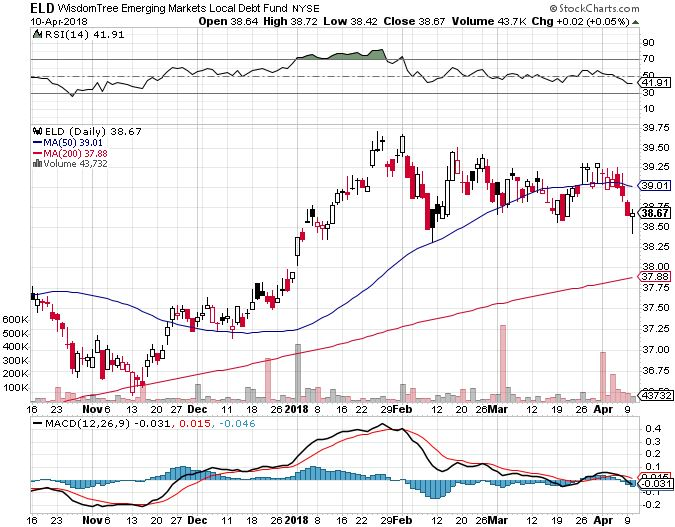 ELD WisdomTree Emerging Markets Local Debt Fund NYSE © StockCharts.com
10-Apr-2018 Open 38.64 High 38.72 Low 38.42 Close 38.67 Volume 43.7K Chg +0.02 (+0.05%)
RSI(14) 41.91
90
70
50
41.91
30
10
ELD (Daily) 38.67
MA(50) 39.01
MA(200) 37.88
Volume 43,732
39.75
39.50
39.25
39.01
38.75
38.67
38.50
38.25
38.00
37.88
37.75
37.50
37.25
37.00
36.75
36.50
600K
500K
400K
300K
200K
100K
43732
16 23 Nov 6 13 20 27 Dec 11 18 26 2018 8 16 22 29 Feb 12 20 26 Mar 12 19 26 Apr 9
MACD(12,26,9) -0.031, 0.015, -0.046
0.4
0.3
0.2
0.1
0.015
-0.031
-0.1
-0.2
16 23 Nov 6 13 20 27 Dec 11 18 26 2018 8 16 22 29 Feb 12 20 26 Mar 12 19 26 Apr 9